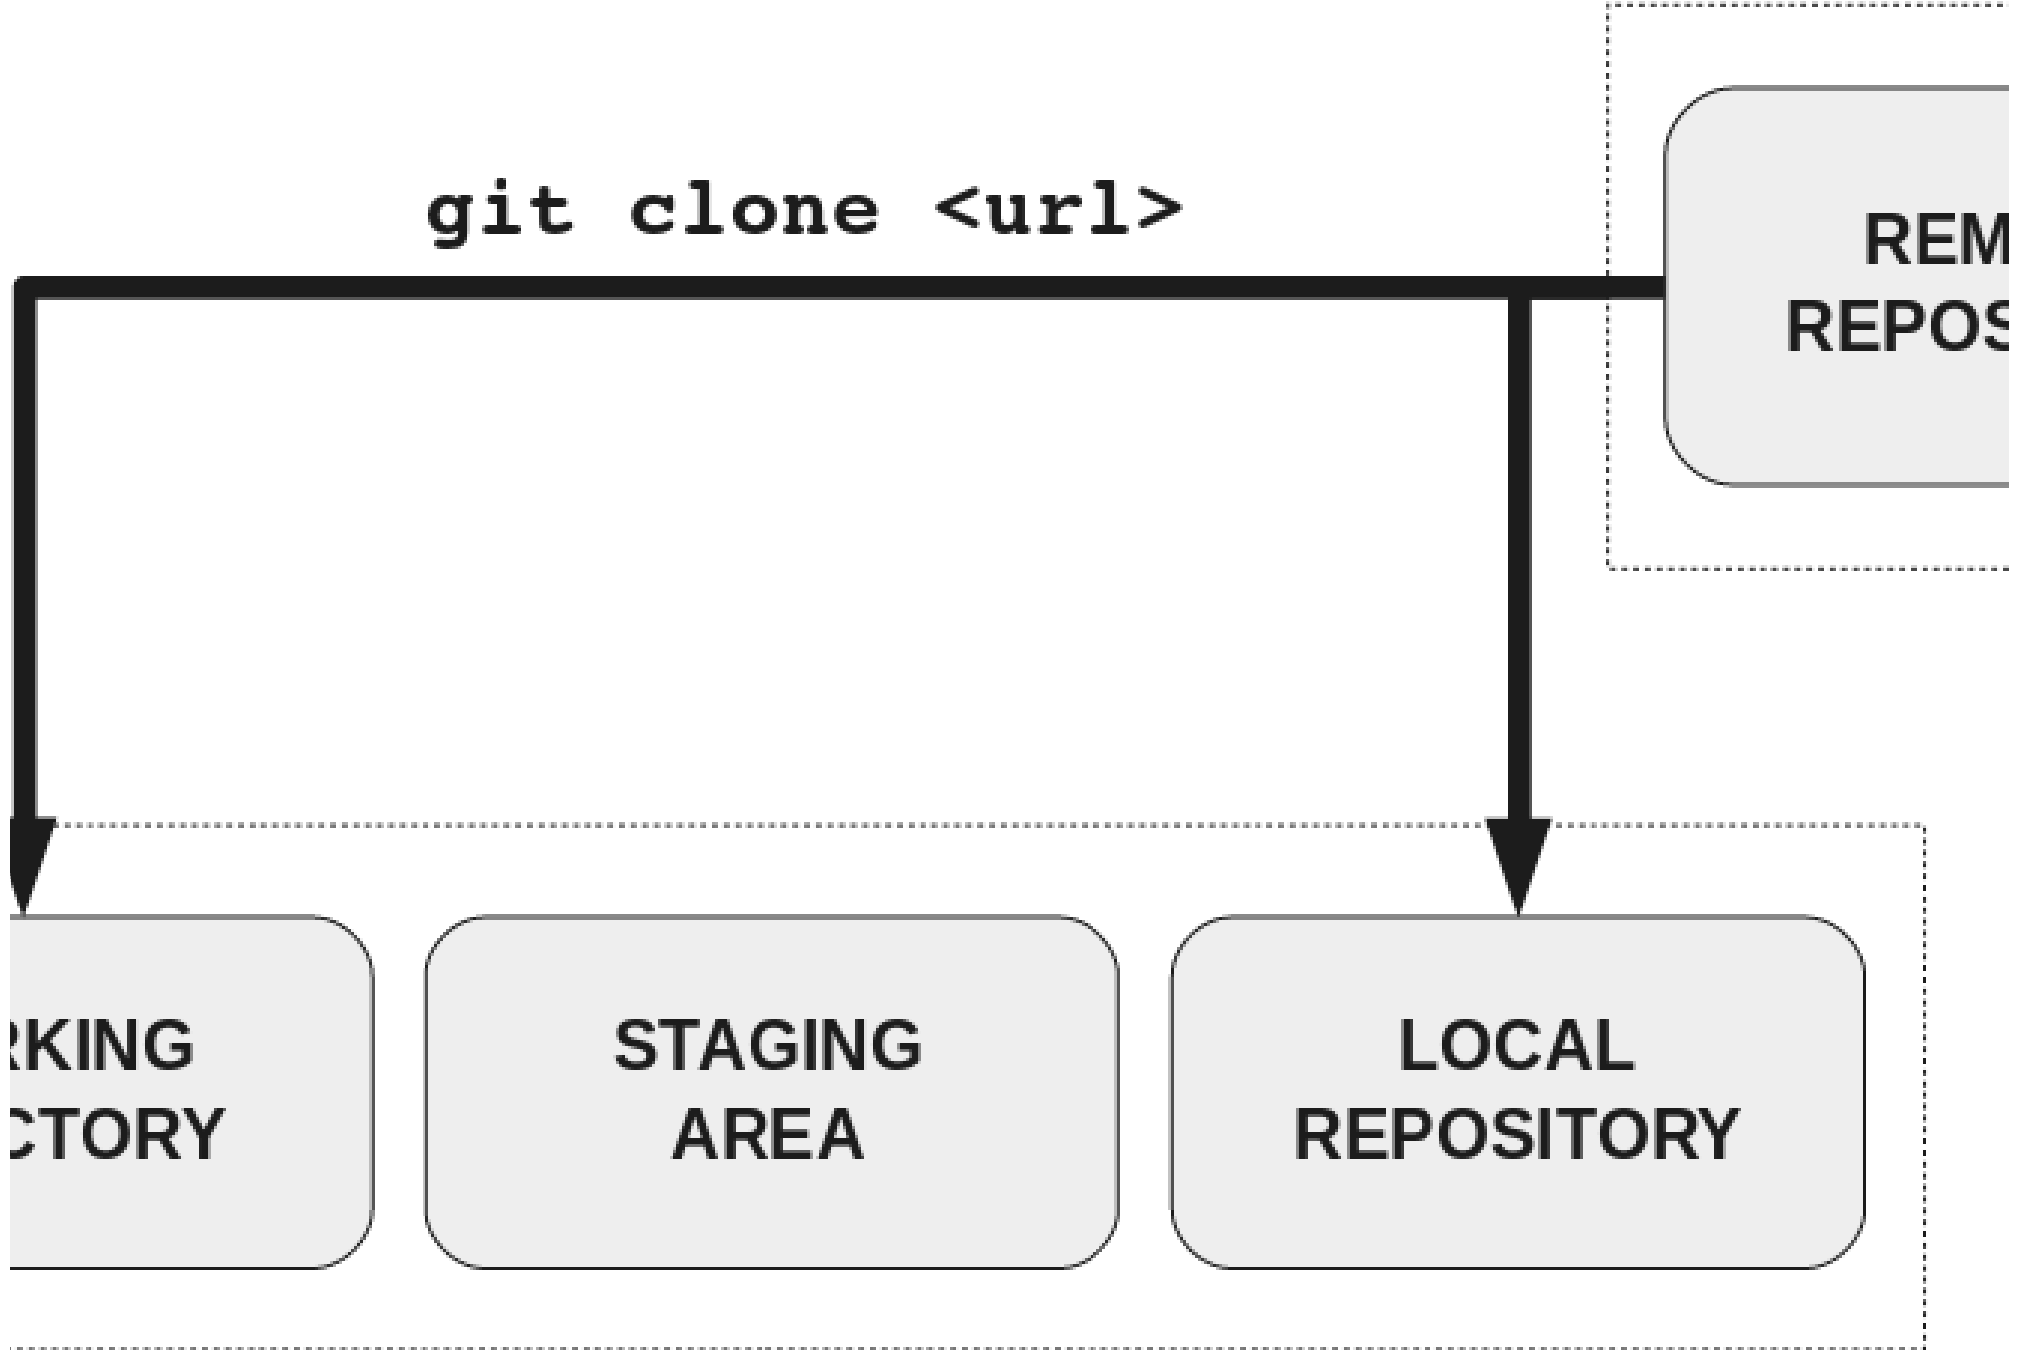 git clone <url>
REM
REPOS
RKING
CTORY
STAGING
AREA
LOCAL
REPOSITORY